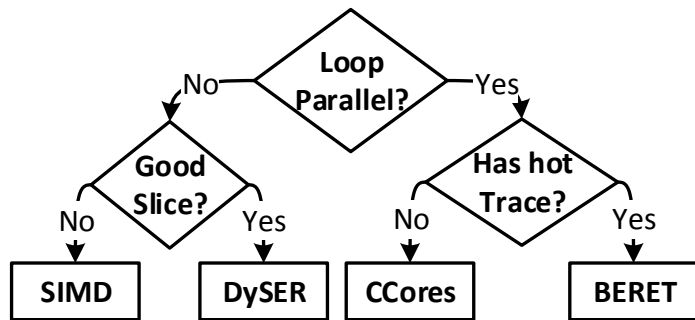 Loop
Parallel?
No
Yes
Good
Slice?
Has hot
Trace?
No
Yes
No
Yes
SIMD
DySER
CCores
BERET